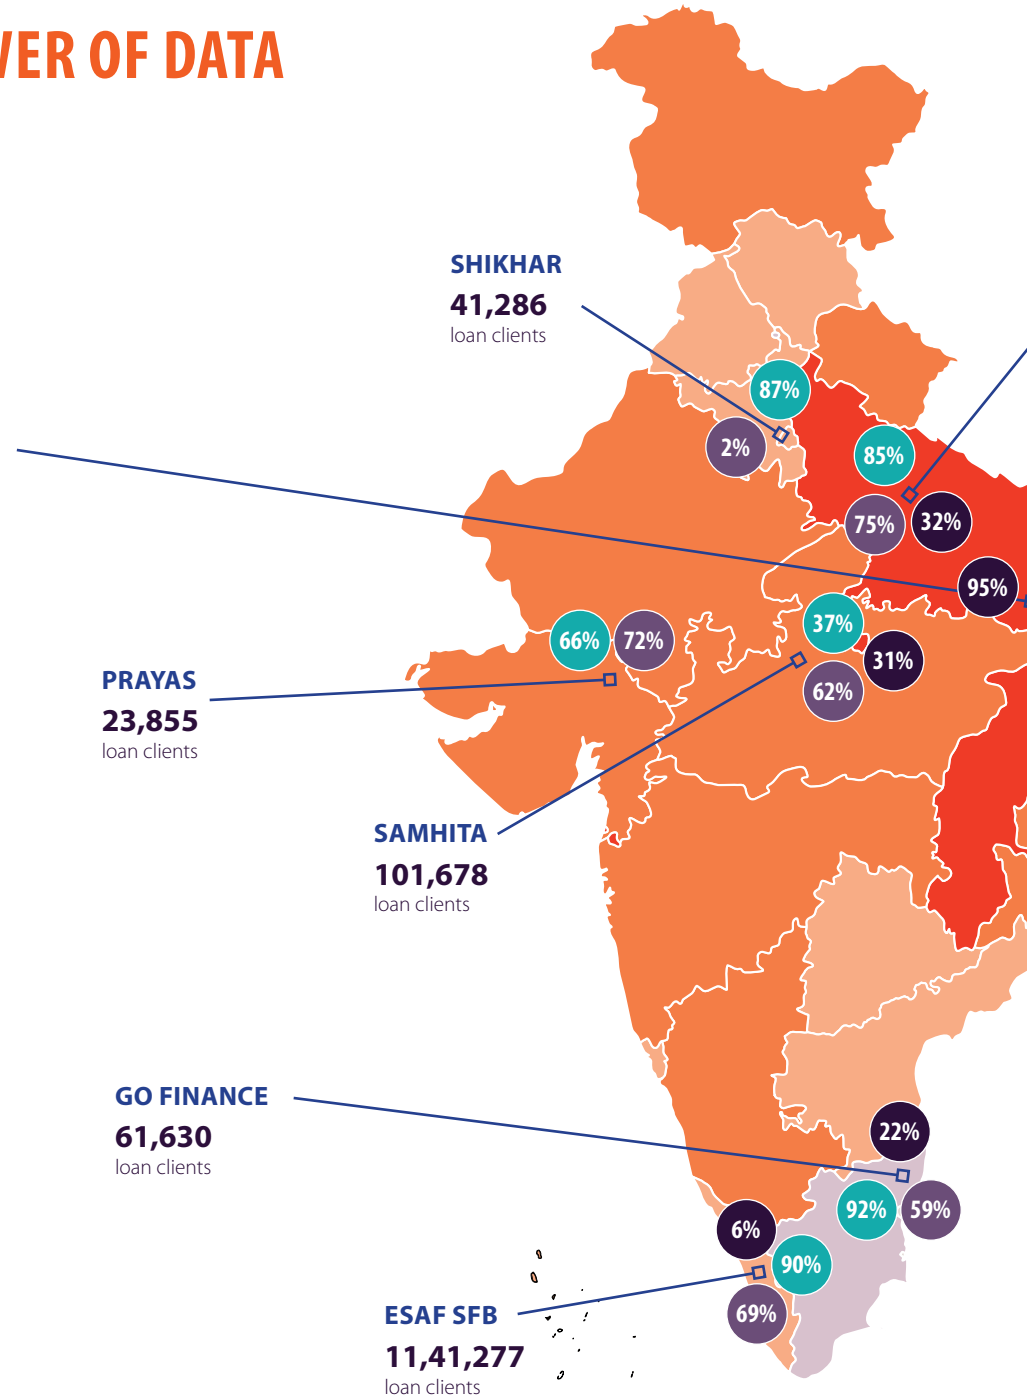 OF DATA
SHIKHAR
41,286
loan clients
87%
2%
85%
75%
32%
95%
37%
31%
62%
66%
72%
PRAYAS
23,855
loan clients
SAMHITA
101,678
loan clients
GO FINANCE
61,630
loan clients
22%
92%
59%
6%
90%
69%
ESAF SFB
11,41,277
loan clients